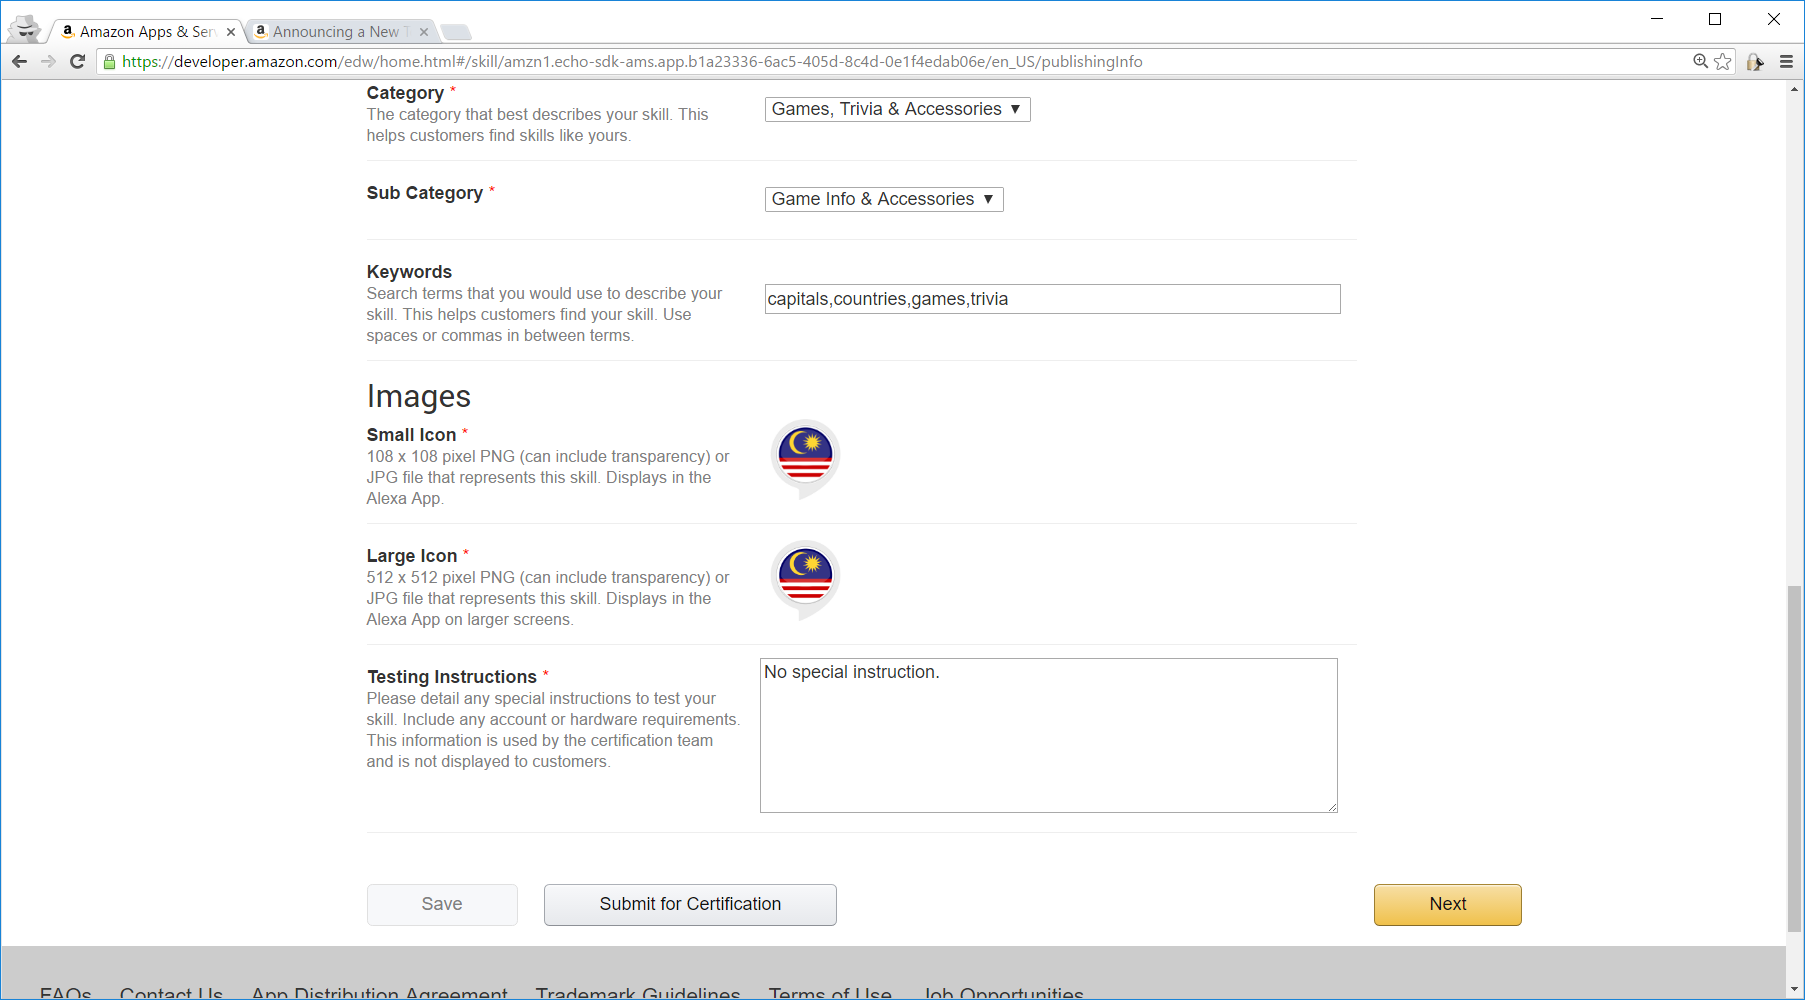 Amazon Apps & Ser
Announcing a New T
https://developer.amazon.com/edw/home.html#/skill/amzn1.echo-sdk-ams.app.b1a23336-6ac5-405d-8c4d-0e1f4edab06e/en_US/publishingInfo
Category *
The category that best describes your skill. This
helps customers find skills like yours.
Games, Trivia & Accessories ▼
Sub Category *
Game Info & Accessories ▼
Keywords
Search terms that you would use to describe your
skill. This helps customers find your skill. Use
spaces or commas in between terms.
capitals,countries,games,trivia
Images
Small Icon *
108 x 108 pixel PNG (can include transparency) or
JPG file that represents this skill. Displays in the
Alexa App.
Large Icon *
512 x 512 pixel PNG (can include transparency) or
JPG file that represents this skill. Displays in the
Alexa App on larger screens.
Testing Instructions *
Please detail any special instructions to test your
skill. Include any account or hardware requirements.
This information is used by the certification team
and is not displayed to customers.
No special instruction.
Save
Submit for Certification
Next
FAQs
Contact Us
App Distribution Agreement
Trademark Guidelines
Terms of Use
Job Opportunities